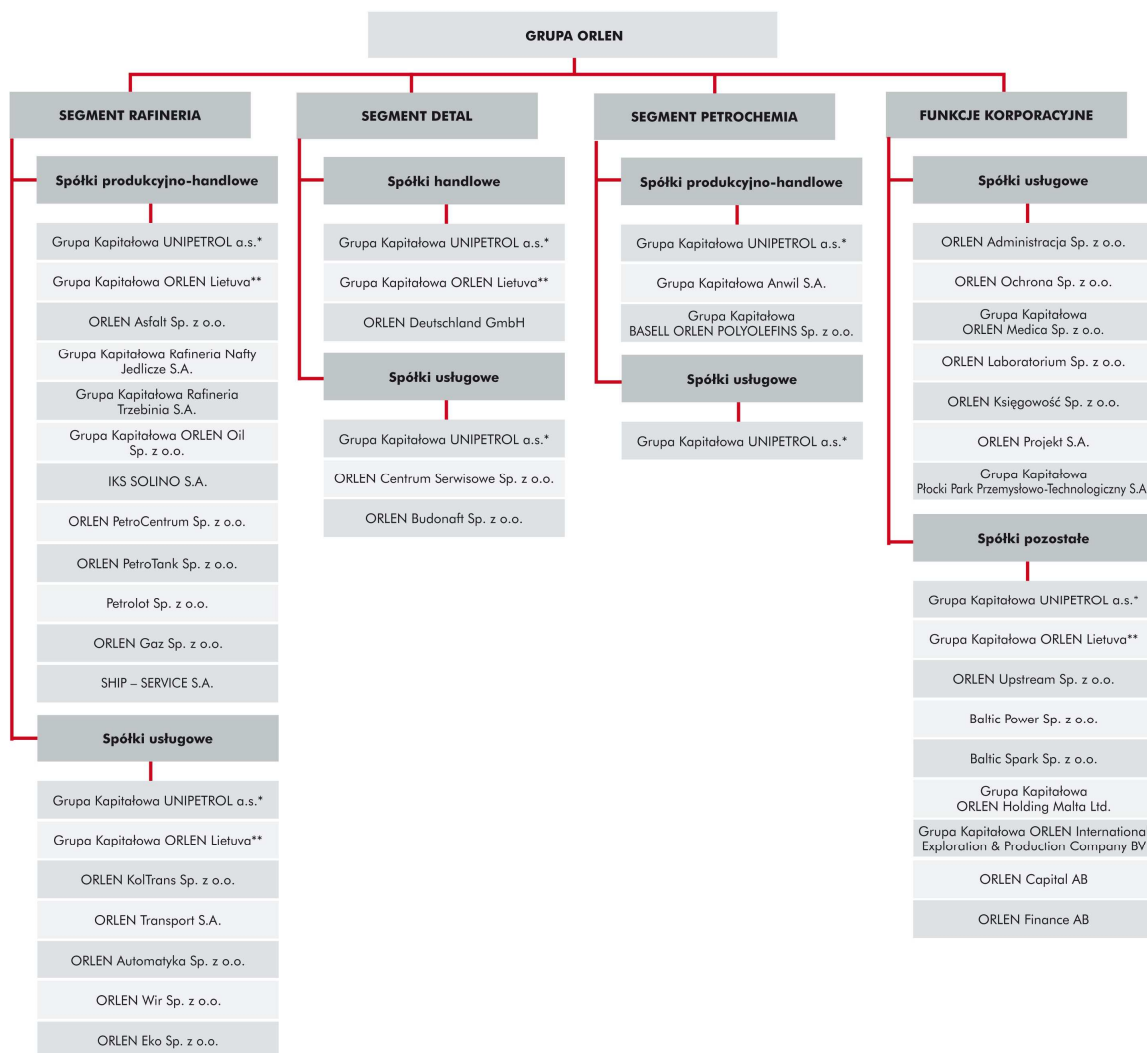 GRUPA ORLEN
SEGMENT RAFINERIA
Spółki produkcyjno-handlowe
Grupa Kapitałowa UNIPETROL a.s.*
Grupa Kapitałowa ORLEN Lietuva**
ORLEN Asfalt Sp. z o.o.
Grupa Kapitałowa Rafineria Nafty
Jedlicze S.A.
Grupa Kapitałowa Rafineria
Trzebinia S.A.
Grupa Kapitałowa ORLEN Oil
Sp. z o.o.
IKS SOLINO S.A.
ORLEN PetroCentrum Sp. z o.o.
ORLEN PetroTank Sp. z o.o.
Petrolot Sp. z o.o.
ORLEN Gaz Sp. z o.o.
SHIP – SERVICE S.A.
Spółki usługowe
Grupa Kapitałowa UNIPETROL a.s.*
Grupa Kapitałowa ORLEN Lietuva**
ORLEN KolTrans Sp. z o.o.
ORLEN Transport S.A.
ORLEN Automatyka Sp. z o.o.
ORLEN Wir Sp. z o.o.
ORLEN Eko Sp. z o.o.
SEGMENT DETAL
Spółki handlowe
Grupa Kapitałowa UNIPETROL a.s.*
Grupa Kapitałowa ORLEN Lietuva**
ORLEN Deutschland GmbH
Spółki usługowe
Grupa Kapitałowa UNIPETROL a.s.*
ORLEN Centrum Serwisowe Sp. z o.o.
ORLEN Budonaft Sp. z o.o.
SEGMENT PETROCHEMIA
Spółki produkcyjno-handlowe
Grupa Kapitałowa UNIPETROL a.s.*
Grupa Kapitałowa Anwil S.A.
Grupa Kapitałowa
BASELL ORLEN POLYOLEFINS Sp. z o.o.
Spółki usługowe
Grupa Kapitałowa UNIPETROL a.s.*
FUNKCJE KORPORACYJNE
Spółki usługowe
ORLEN Administracja Sp. z o.o.
ORLEN Ochrona Sp. z o.o.
Grupa Kapitałowa
ORLEN Medica Sp. z o.o.
ORLEN Laboratorium Sp. z o.o.
ORLEN Księgowość Sp. z o.o.
ORLEN Projekt S.A.
Grupa Kapitałowa
Płocki Park Przemysłowo-Technologiczny S.A
Spółki pozostałe
Grupa Kapitałowa UNIPETROL a.s.*
Grupa Kapitałowa ORLEN Lietuva**
ORLEN Upstream Sp. z o.o.
Baltic Power Sp. z o.o.
Baltic Spark Sp. z o.o.
Grupa Kapitałowa
ORLEN Holding Malta Ltd.
Grupa Kapitałowa ORLEN Internationa
Exploration & Production Company BV
ORLEN Capital AB
ORLEN Finance AB